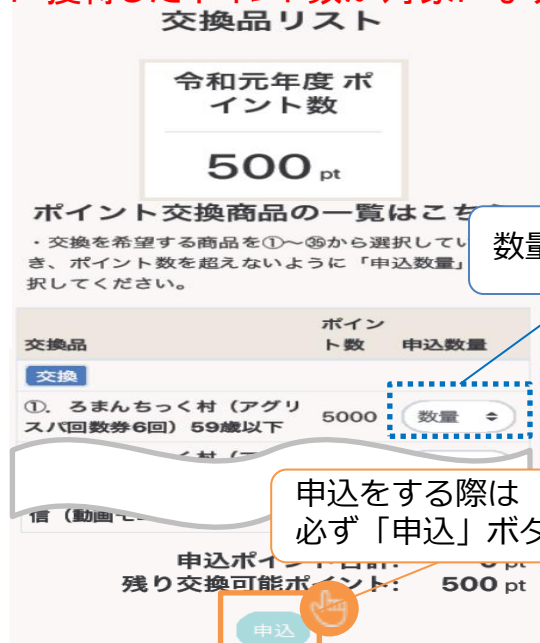 交換品リスト
令和元年度 ポ
イント数
500 pt
ポイント交換商品の一覧はこち
・交換を希望する商品を①～㉟から選択してい
き、ポイント数を超えないように「申込数量」
択してください。
数量
交換品 ポイン
ト数 申込数量
交換
①. ろまんちっく村（アグリ
スパ回数券6回）59歳以下 5000 数量
信（動画モ
申込をする際は
必ず「申込」ボタ
申込ポイント合計: 0 pt
残り交換可能ポイント: 500 pt
申込